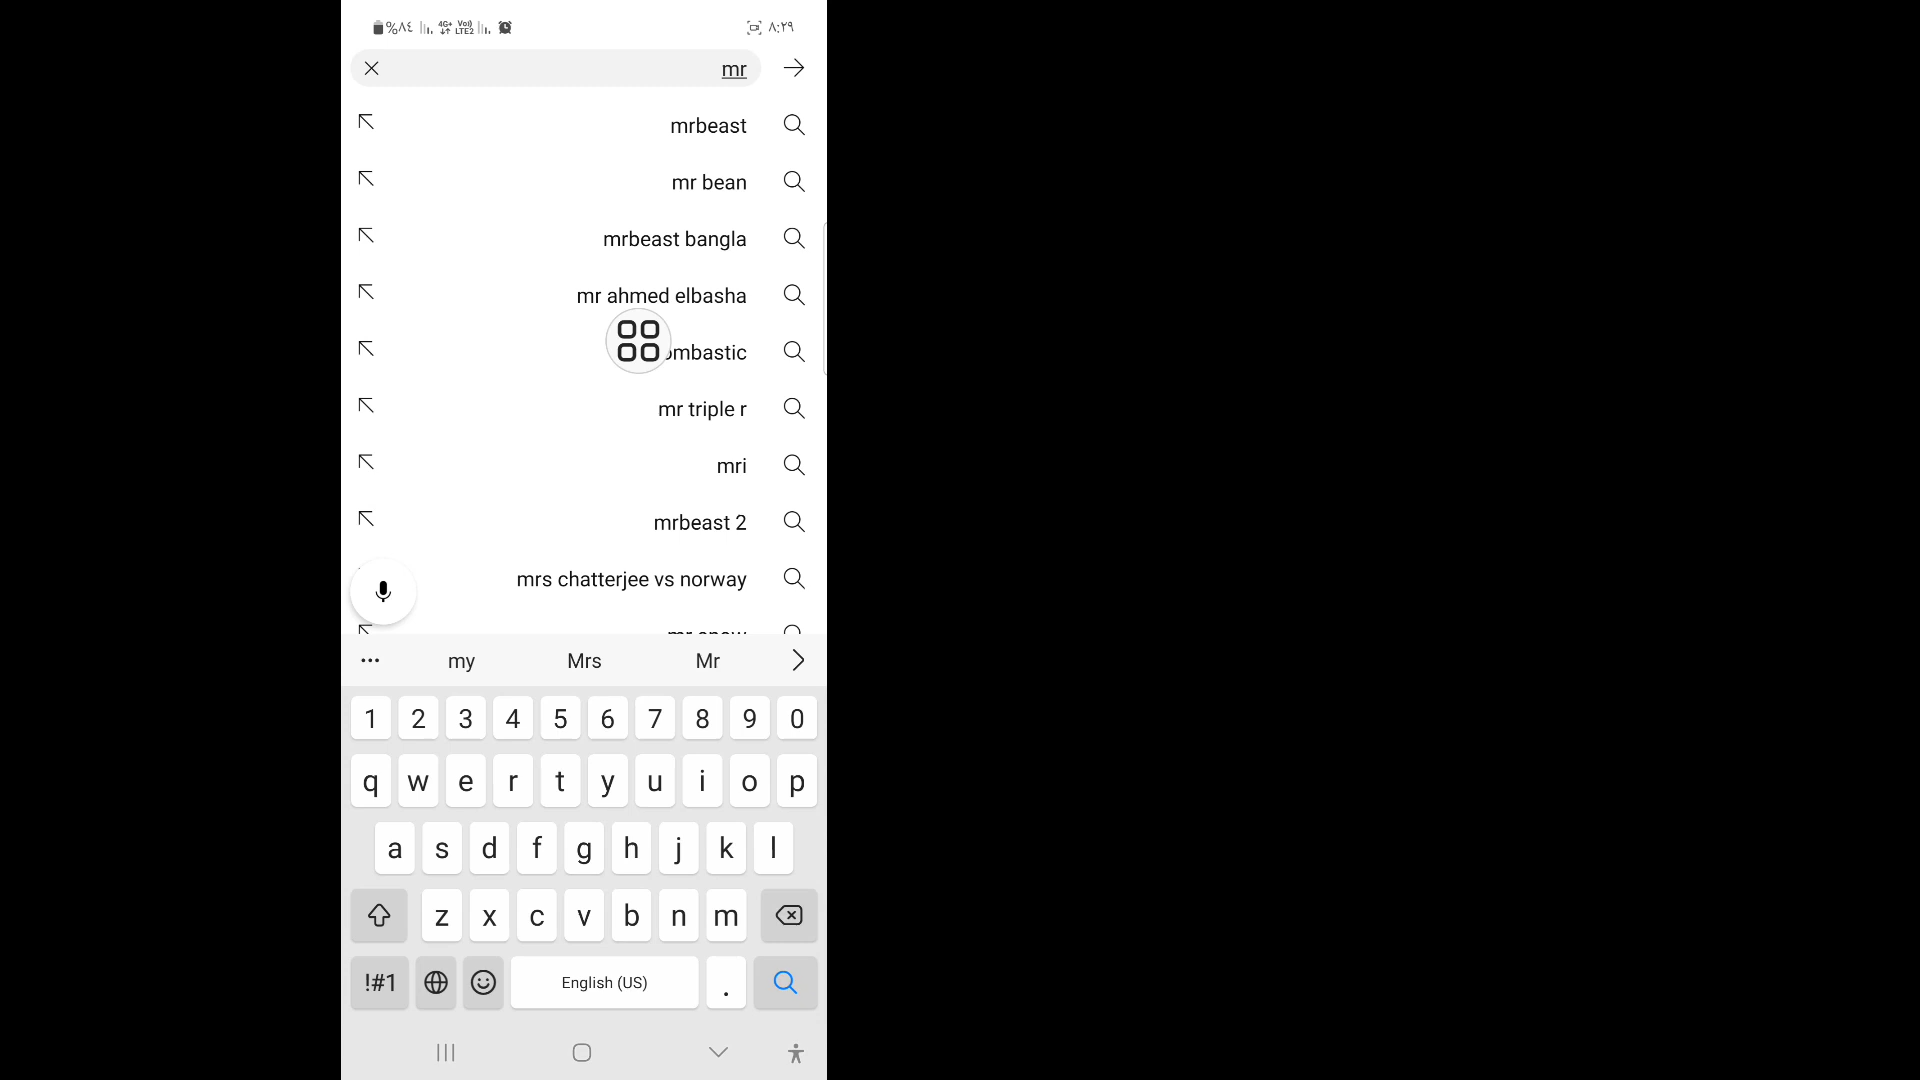 %٨٤ 4G+ Vo) LTE2 ٨:٢٩
mr
mrbeast
mr bean
mrbeast bangla
mr ahmed elbasha
mr triple r
mri
mrbeast 2
mrs chatterjee vs norway
my Mrs Mr
1 2 3 4 5 6 7 8 9 0
q w e r t y u i o p
a s d f g h j k l
z x c v b n m
!#1 English (US) .